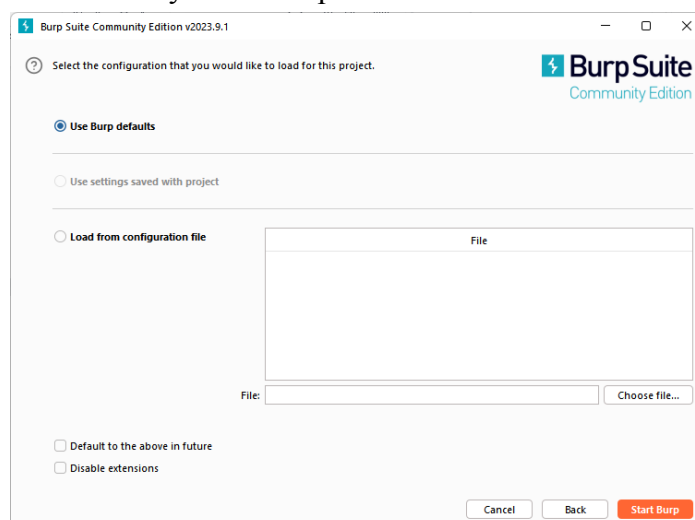 Burp Suite Community Edition v2023.9.1
Select the configuration that you would like to load for this project.
Burp Suite
Community Edition
Use Burp defaults
Use settings saved with project
Load from configuration file
File
File:
Choose file...
Default to the above in future
Disable extensions
Cancel
Back
Start Burp